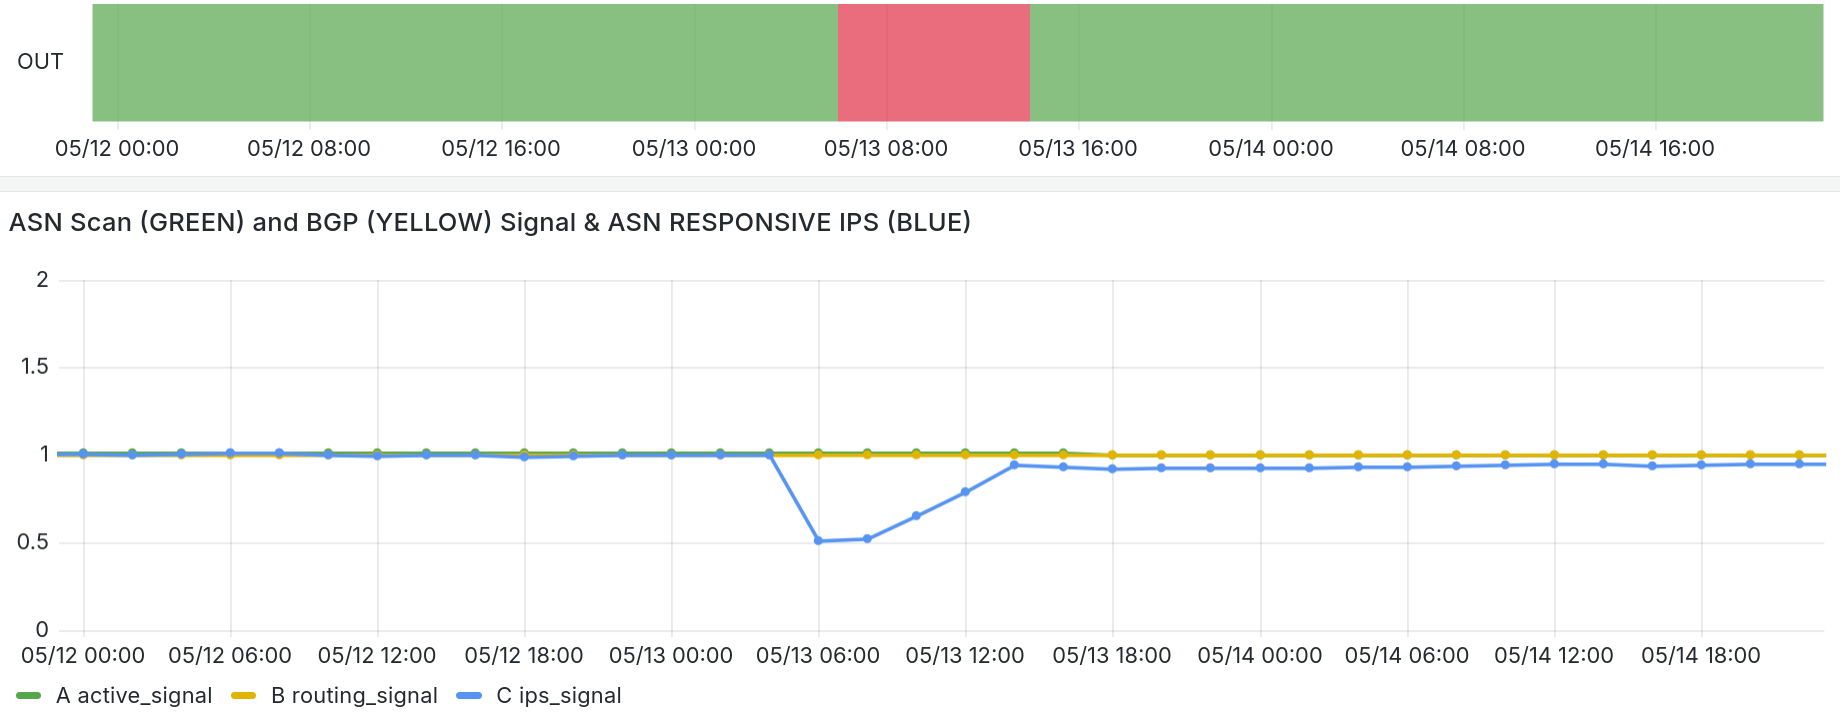 OUT
05/12 00:00 05/12 08:00 05/12 16:00 05/13 00:00 05/13 08:00 05/13 16:00 05/14 00:00 05/14 08:00 05/14 16:00
ASN Scan (GREEN) and BGP (YELLOW) Signal & ASN RESPONSIVE IPS (BLUE)
2
1.5
1
0.5
0
05/12 00:00 05/12 06:00 05/12 12:00 05/12 18:00 05/13 00:00 05/13 06:00 05/13 12:00 05/13 18:00 05/14 00:00 05/14 06:00 05/14 12:00 05/14 18:00
A active_signal B routing_signal C ips_signal